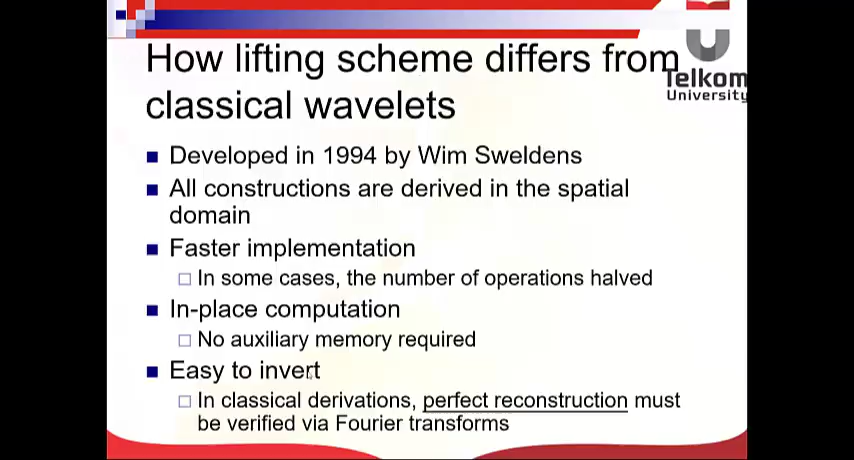 How lifting scheme differs from
classical wavelets
Telkom
University
■ Developed in 1994 by Wim Sweldens
■ All constructions are derived in the spatial
domain
■ Faster implementation
□ In some cases, the number of operations halved
■ In-place computation
□ No auxiliary memory required
■ Easy to invert
□ In classical derivations, perfect reconstruction must
be verified via Fourier transforms